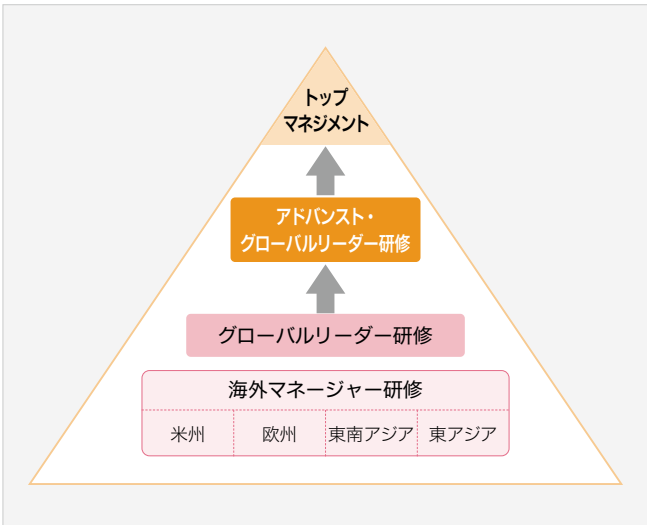 トップ
マネジメント
アドバンスト・
グローバルリーダー研修
グローバルリーダー研修
海外マネージャー研修
米州 欧州 東南アジア 東アジア